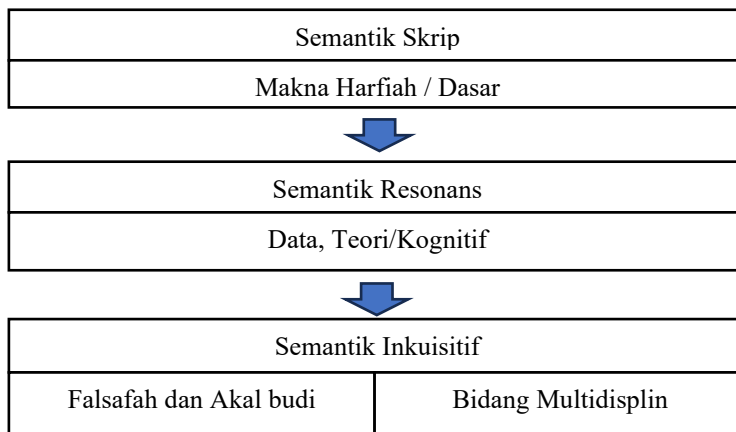 Semantik Skrip
Makna Harfiah / Dasar
Semantik Resonans
Data, Teori/Kognitif
Semantik Inkuisitif
Falsafah dan Akal budi
Bidang Multidisplin